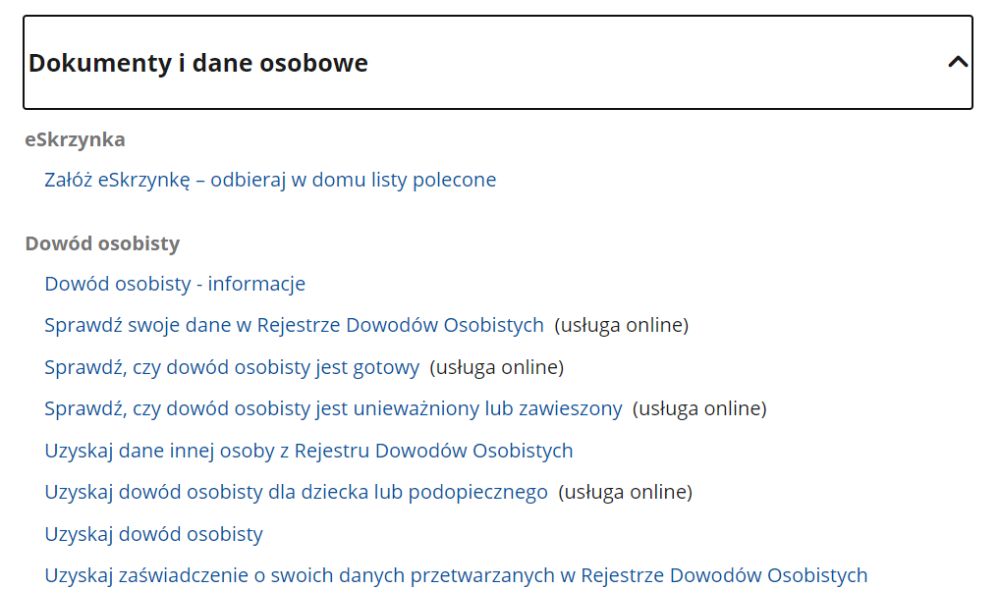 Dokumenty i dane osobowe
eSkrzynka
Załóż eSkrzynkę – odbieraj w domu listy polecone
Dowód osobisty
Dowód osobisty - informacje
Sprawdź swoje dane w Rejestrze Dowodów Osobistych (usługa online)
Sprawdź, czy dowód osobisty jest gotowy (usługa online)
Sprawdź, czy dowód osobisty jest unieważniony lub zawieszony (usługa online)
Uzyskaj dane innej osoby z Rejestru Dowodów Osobistych
Uzyskaj dowód osobisty dla dziecka lub podopiecznego (usługa online)
Uzyskaj dowód osobisty
Uzyskaj zaświadczenie o swoich danych przetwarzanych w Rejestrze Dowodów Osobistych